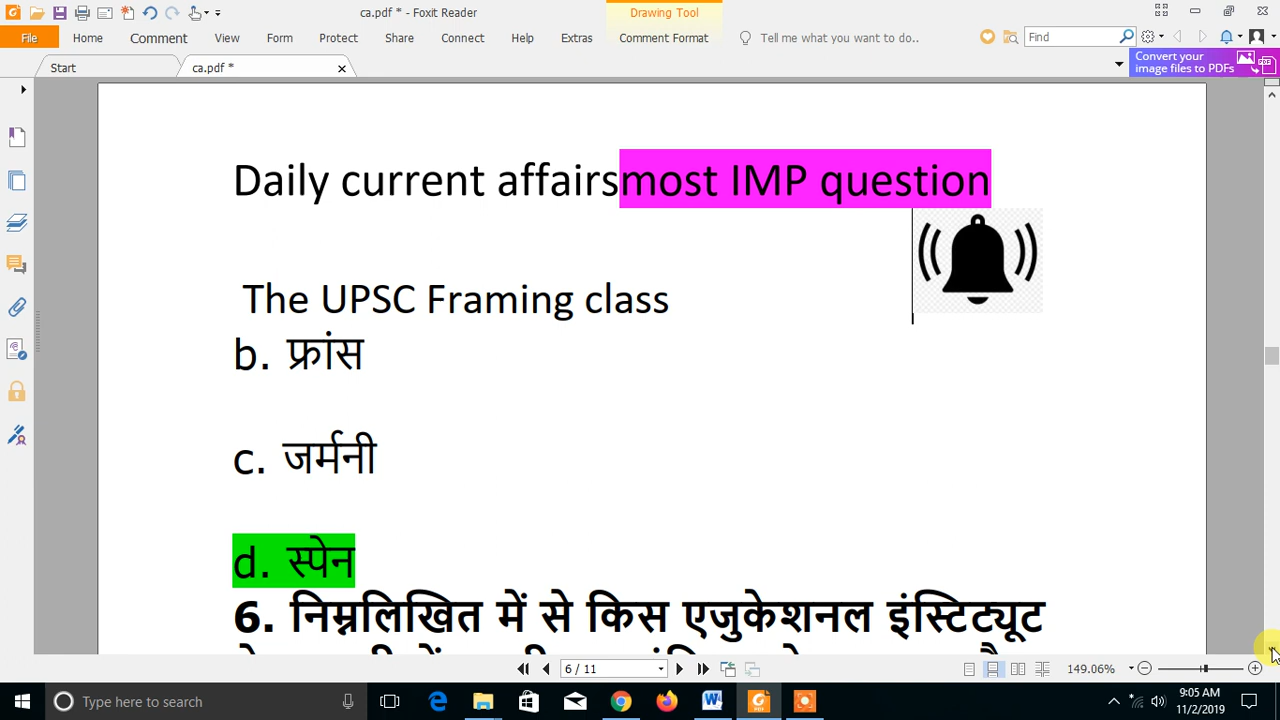 ca.pdf * - Foxit Reader
Drawing Tool
File Home Comment View Form Protect Share Connect Help Extras Comment Format Tell me what you want to do.. Find
Start ca.pdf *
Convert your
image files to PDFs
Daily current affairsmost IMP question
The UPSC Framing class
b. फ्रांस
c. जर्मनी
d. स्पेन
6. निम्नलिखित में से किस एजुकेशनल इंस्टिट्यूट
6 / 11 149.06%
Type here to search
9:05 AM
11/2/2019